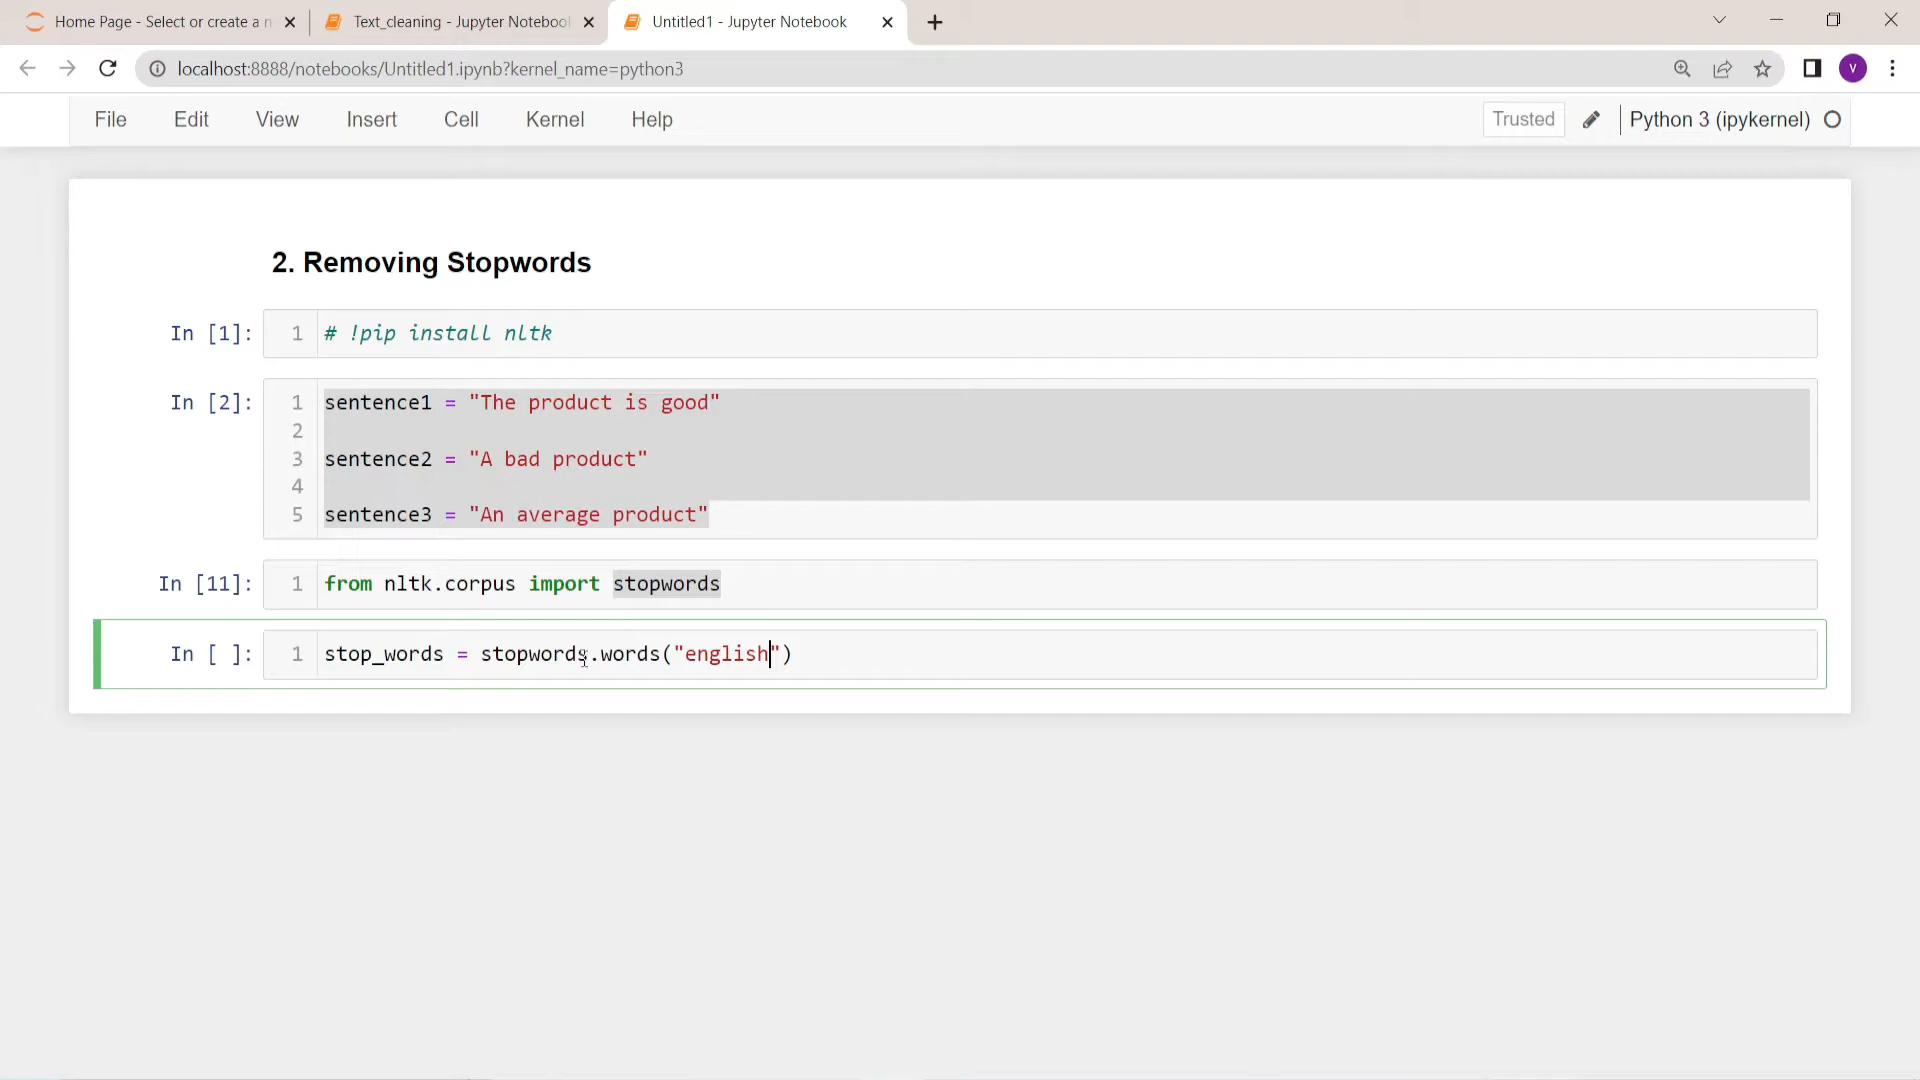 Home Page - Select or create a n
Text_cleaning - Jupyter Notebook
Untitled1 - Jupyter Notebook
localhost:8888/notebooks/Untitled1.ipynb?kernel_name=python3
V
File Edit View Insert Cell Kernel Help Trusted Python 3 (ipykernel)
2. Removing Stopwords
In [1]: 1 # !pip install nltk
In [2]: 1 sentence1 = "The product is good"
2
3 sentence2 = "A bad product"
4
5 sentence3 = "An average product"
In [11]: 1 from nltk.corpus import stopwords
In [ ]: 1 stop_words = stopwords.words("english")